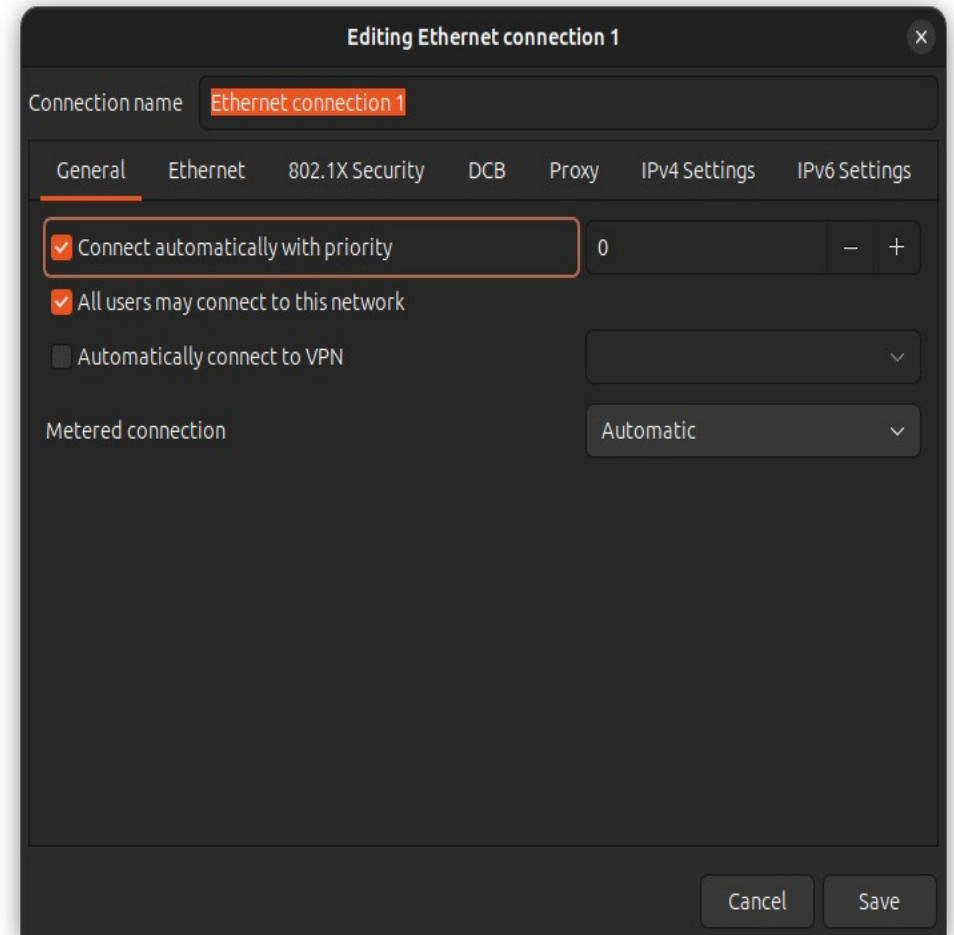 Editing Ethernet connection 1
Connection name Ethernet connection 1
General Ethernet 802.1X Security DCB Proxy IPv4 Settings IPv6 Settings
Connect automatically with priority 0 − +
All users may connect to this network
Automatically connect to VPN
Metered connection Automatic
Cancel Save